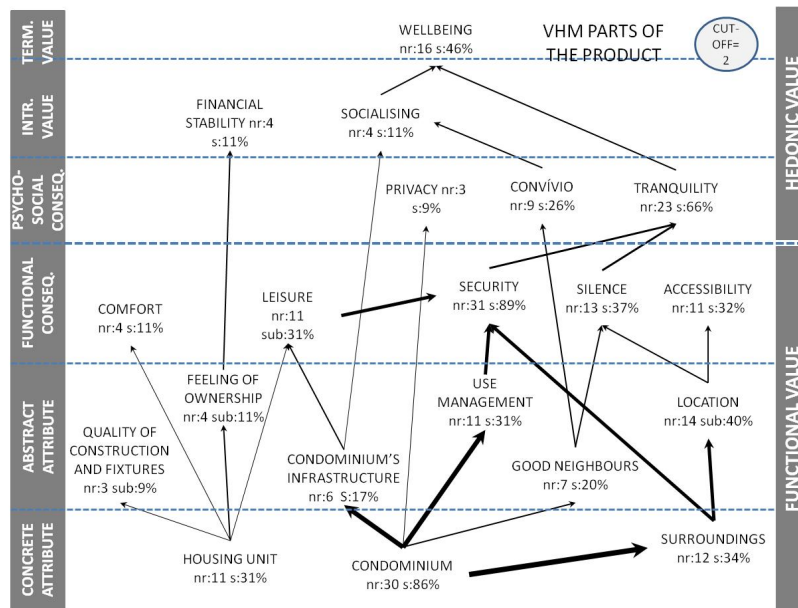 TERM.
VALUE
WELLBEING
nr:16 s:46%
VHM PARTS OF
THE PRODUCT
CUT-
OFF=
2
HEDONIC VALUE
INTR.
VALUE
FINANCIAL
STABILITY nr:4
s:11%
SOCIALISING
nr:4 s:11%
PSYCHO-
SOCIAL
CONSEQ.
PRIVACY nr:3
s:9%
CONVÍVIO
nr:9 s:26%
TRANQUILITY
nr:23 s:66%
FUNCTIONAL
CONSEQ.
COMFORT
nr:4 s:11%
LEISURE
nr:11
sub:31%
SECURITY
nr:31 s:89%
SILENCE
nr:13 s:37%
ACCESSIBILITY
nr:11 s:32%
FUNCTIONAL VALUE
ABSTRACT
ATTRIBUTE
QUALITY OF
CONSTRUCTION
AND FIXTURES
nr:3 sub:9%
FEELING OF
OWNERSHIP
nr:4 sub:11%
CONDOMINIUM'S
INFRASTRUCTURE
nr:6 S:17%
USE
MANAGEMENT
nr:11 s:31%
GOOD NEIGHBOURS
nr:7 s:20%
LOCATION
nr:14 sub:40%
CONCRETE
ATTRIBUTE
HOUSING UNIT
nr:11 s:31%
CONDOMINIUM
nr:30 s:86%
SURROUNDINGS
nr:12 s:34%